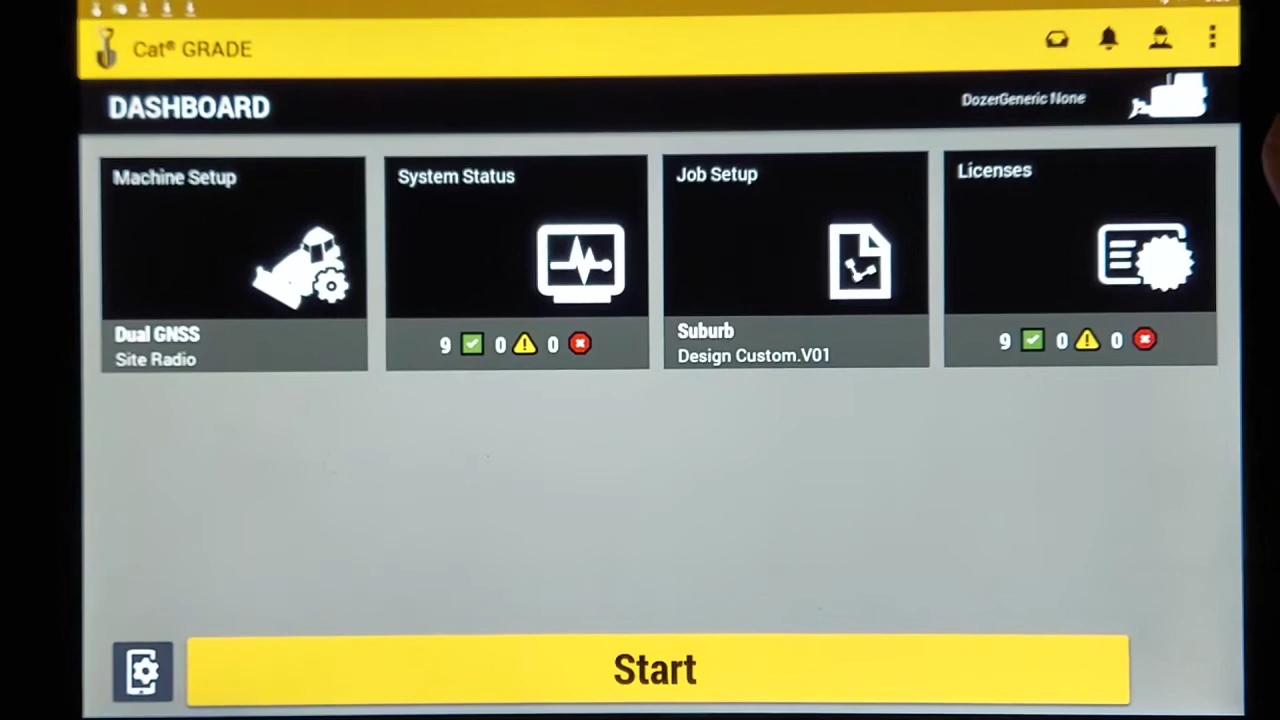 Cat® GRADE
DASHBOARD
DozerGeneric None
Machine Setup
Dual GNSS
Site Radio
System Status
9 0 0
Job Setup
Suburb
Design Custom.V01
Licenses
9 0 0
Start